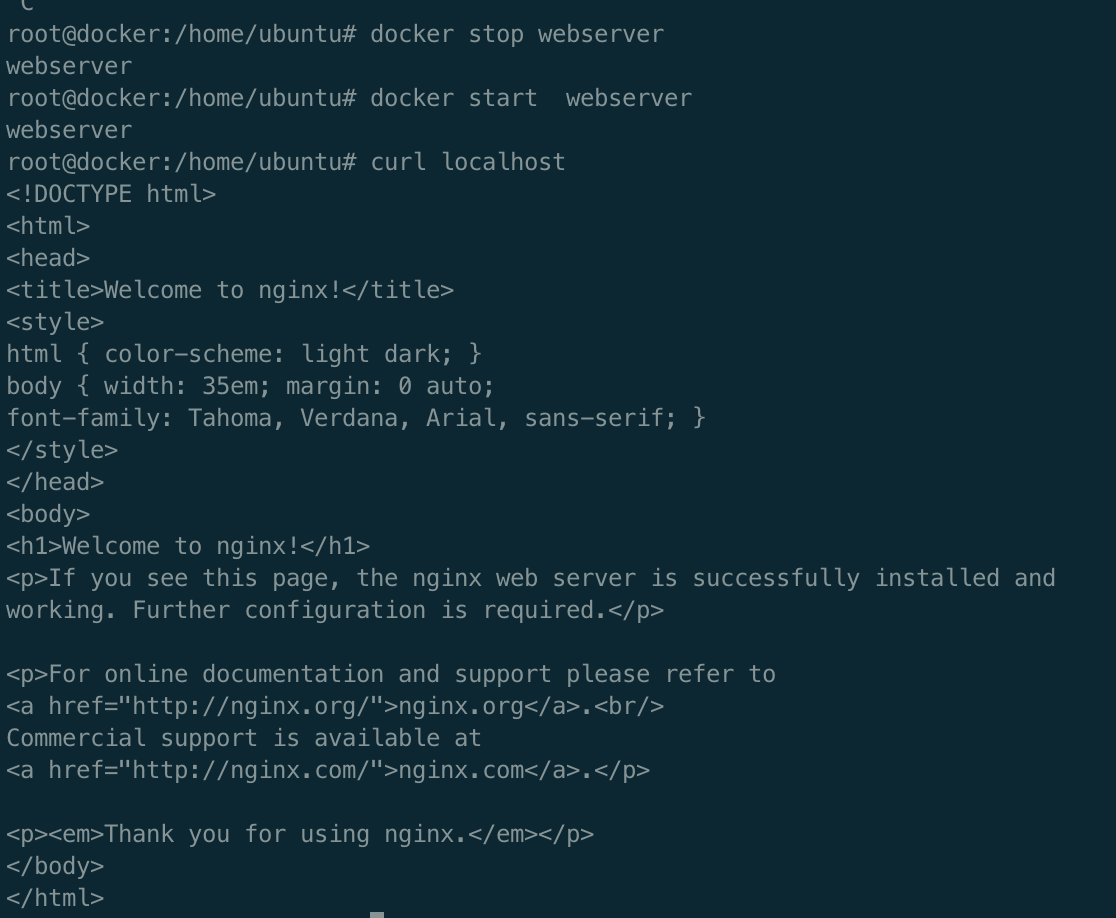 C
root@docker:/home/ubuntu# docker stop webserver
webserver
root@docker:/home/ubuntu# docker start  webserver
webserver
root@docker:/home/ubuntu# curl localhost
<!DOCTYPE html>
<html>
<head>
<title>Welcome to nginx!</title>
<style>
html { color-scheme: light dark; }
body { width: 35em; margin: 0 auto;
font-family: Tahoma, Verdana, Arial, sans-serif; }
</style>
</head>
<body>
<h1>Welcome to nginx!</h1>
<p>If you see this page, the nginx web server is successfully installed and
working. Further configuration is required.</p>

<p>For online documentation and support please refer to
<a href="http://nginx.org/">nginx.org</a>.<br/>
Commercial support is available at
<a href="http://nginx.com/">nginx.com</a>.</p>

<p><em>Thank you for using nginx.</em></p>
</body>
</html>